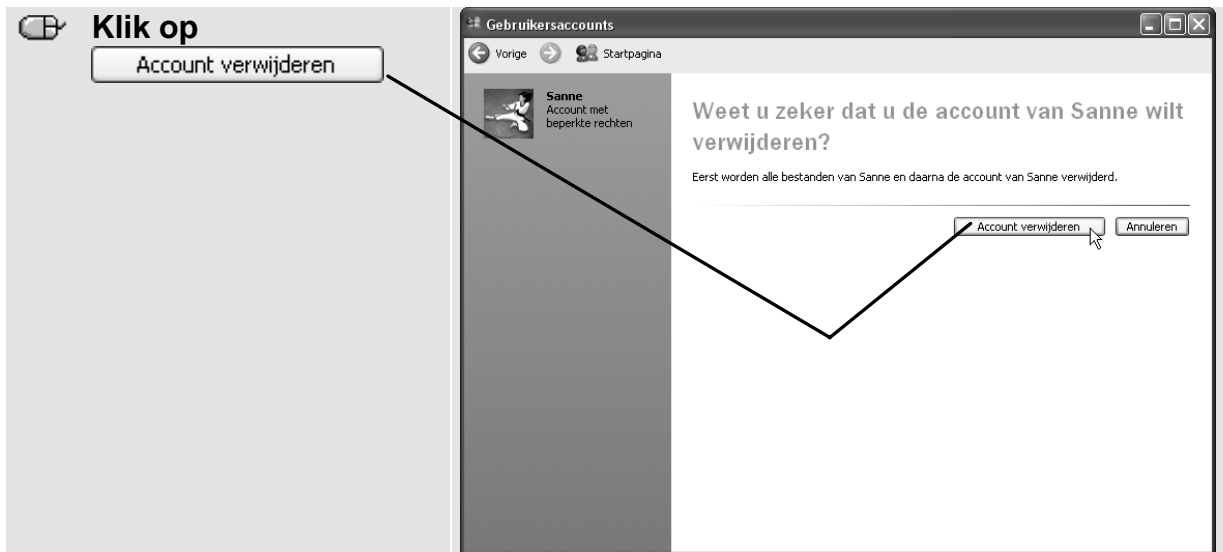 Klik op
Account verwijderen
Gebruikersaccounts
Vorige Startpagina
Sanne
Account met
beperkte rechten
Weet u zeker dat u de account van Sanne wilt
verwijderen?
Eerst worden alle bestanden van Sanne en daarna de account van Sanne verwijderd.
Account verwijderen Annuleren